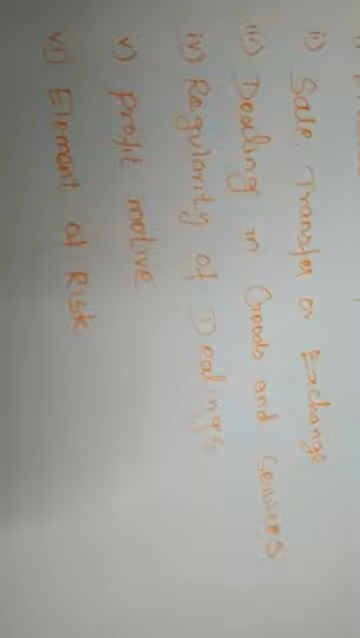 i) Sale, Transfer or Exchange
iii) Dealing in Goods and Services
iv) Regularity of Dealings
v) Profit motive
vi) Element of Risk